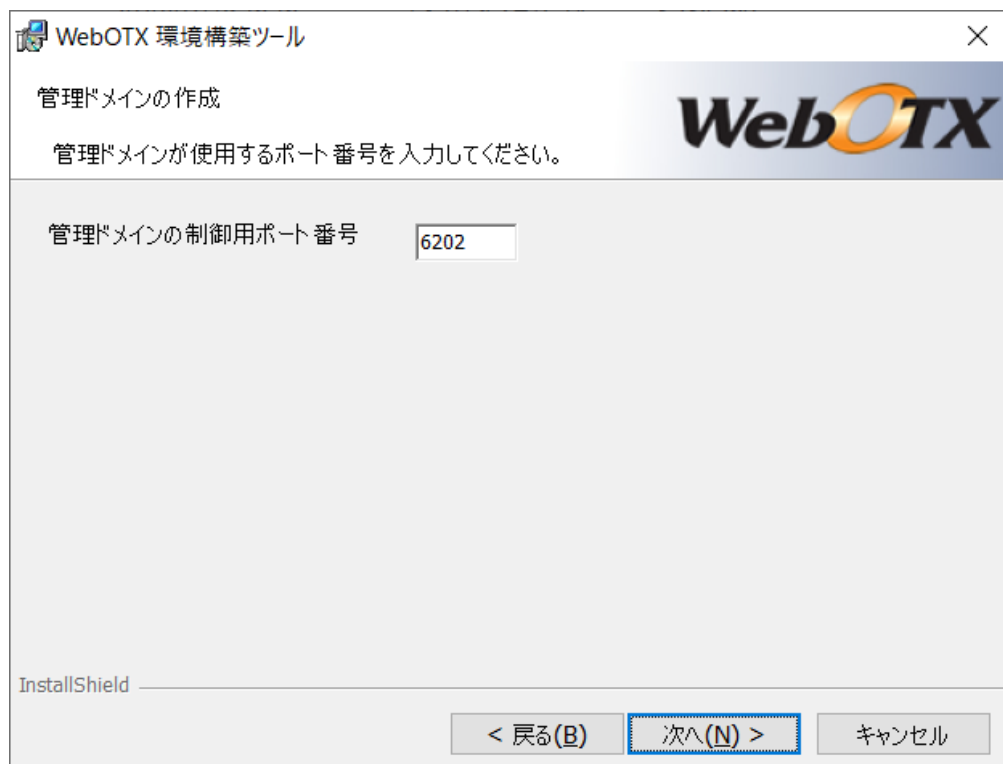 WebOTX 環境構築ツール
管理ドメインの作成
WebOTX
管理ドメインが使用するポート番号を入力してください。
管理ドメインの制御用ポート番号 6202
InstallShield
< 戻る(B) 次へ(N) > キャンセル